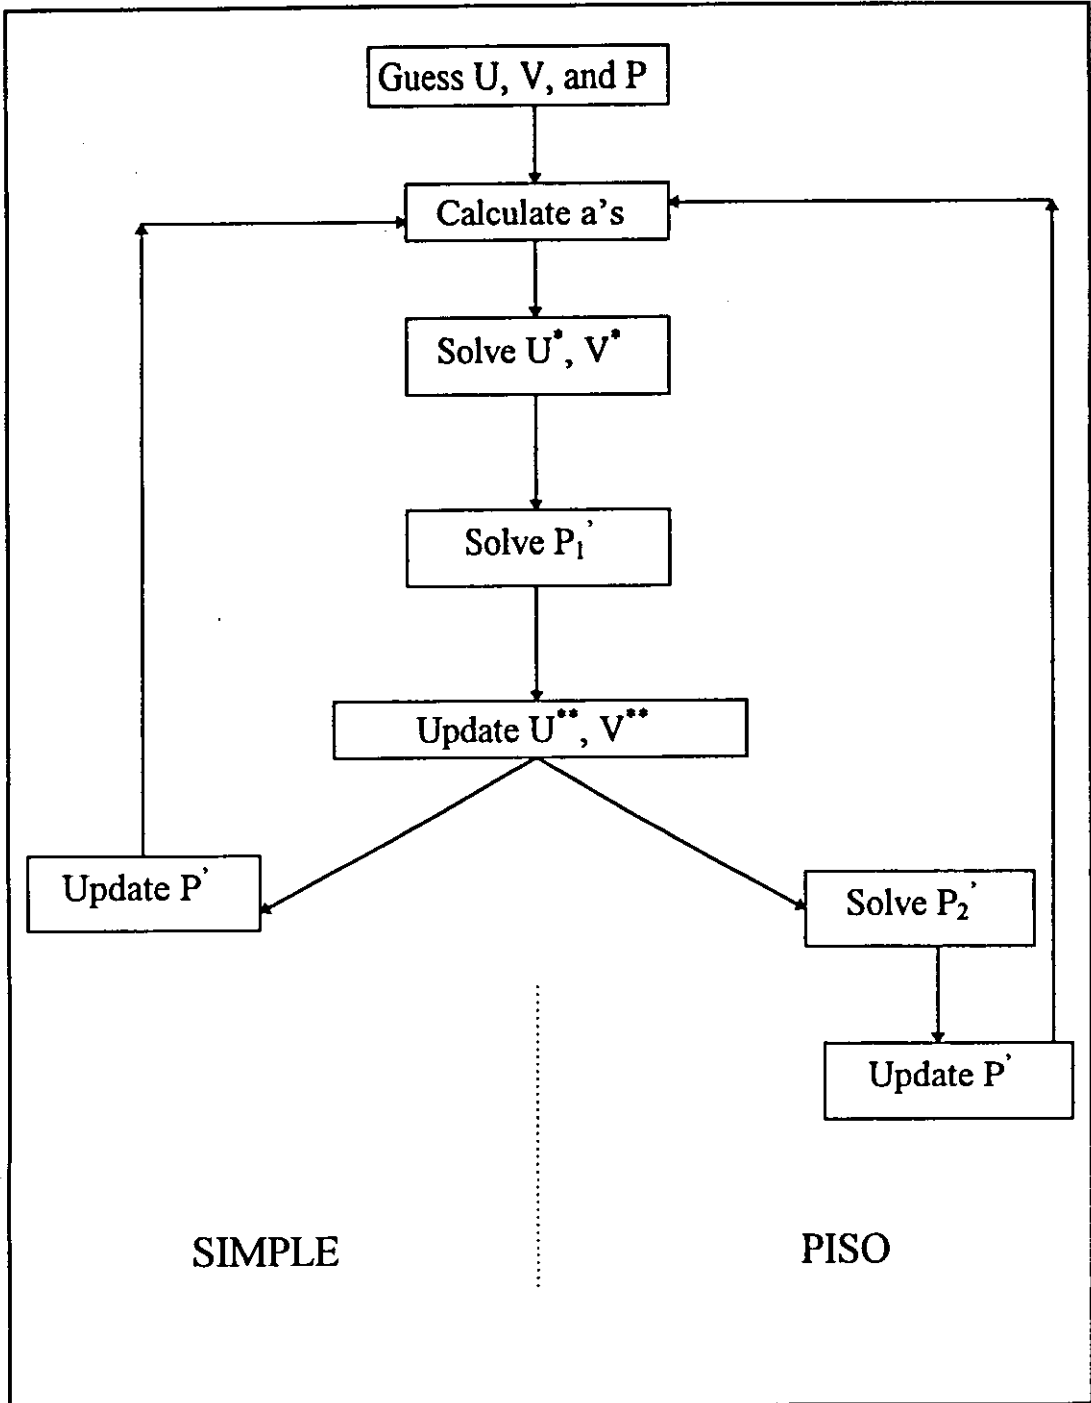 Guess U, V, and P
Calculate a's
Solve U*, V*
Solve P₁'
Update U**, V**
Update P'
Solve P₂'
Update P'
SIMPLE
PISO